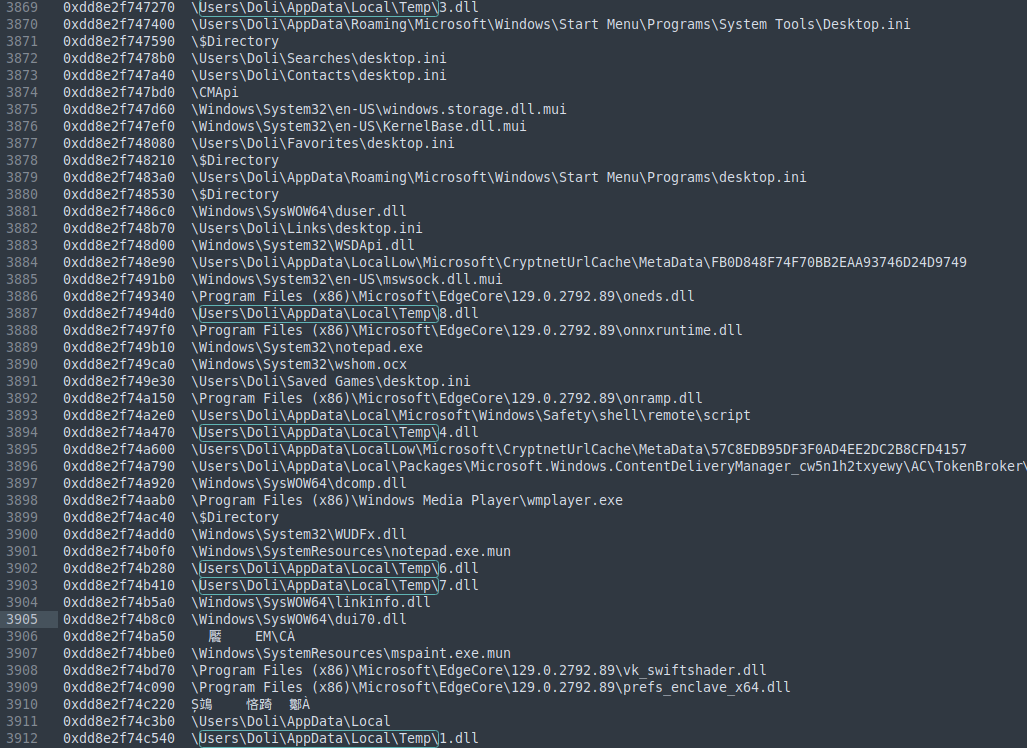 3869 0xdd8e2f747270 \Users\Doli\AppData\Local\Temp\3.dll
3870 0xdd8e2f747400 \Users\Doli\AppData\Roaming\Microsoft\Windows\Start Menu\Programs\System Tools\Desktop.ini
3871 0xdd8e2f747590 \$Directory
3872 0xdd8e2f7478b0 \Users\Doli\Searches\desktop.ini
3873 0xdd8e2f747a40 \Users\Doli\Contacts\desktop.ini
3874 0xdd8e2f747bd0 \CMApi
3875 0xdd8e2f747d60 \Windows\System32\en-US\windows.storage.dll.mui
3876 0xdd8e2f747ef0 \Windows\System32\en-US\KernelBase.dll.mui
3877 0xdd8e2f748080 \Users\Doli\Favorites\desktop.ini
3878 0xdd8e2f748210 \$Directory
3879 0xdd8e2f7483a0 \Users\Doli\AppData\Roaming\Microsoft\Windows\Start Menu\Programs\desktop.ini
3880 0xdd8e2f748530 \$Directory
3881 0xdd8e2f7486c0 \Windows\SysWOW64\duser.dll
3882 0xdd8e2f748b70 \Users\Doli\Links\desktop.ini
3883 0xdd8e2f748d00 \Windows\System32\WSDApi.dll
3884 0xdd8e2f748e90 \Users\Doli\AppData\LocalLow\Microsoft\CryptnetUrlCache\MetaData\FB0D848F74F70BB2EAA93746D24D9749
3885 0xdd8e2f7491b0 \Windows\System32\en-US\mswsock.dll.mui
3886 0xdd8e2f749340 \Program Files (x86)\Microsoft\EdgeCore\129.0.2792.89\oneds.dll
3887 0xdd8e2f7494d0 \Users\Doli\AppData\Local\Temp\8.dll
3888 0xdd8e2f7497f0 \Program Files (x86)\Microsoft\EdgeCore\129.0.2792.89\onnxruntime.dll
3889 0xdd8e2f749b10 \Windows\System32\notepad.exe
3890 0xdd8e2f749ca0 \Windows\System32\wshom.ocx
3891 0xdd8e2f749e30 \Users\Doli\Saved Games\desktop.ini
3892 0xdd8e2f74a150 \Program Files (x86)\Microsoft\EdgeCore\129.0.2792.89\onramp.dll
3893 0xdd8e2f74a2e0 \Users\Doli\AppData\Local\Microsoft\Windows\Safety\shell\remote\script
3894 0xdd8e2f74a470 \Users\Doli\AppData\Local\Temp\4.dll
3895 0xdd8e2f74a600 \Users\Doli\AppData\LocalLow\Microsoft\CryptnetUrlCache\MetaData\57C8EDB95DF3F0AD4EE2DC2B8CFD4157
3896 0xdd8e2f74a790 \Users\Doli\AppData\Local\Packages\Microsoft.Windows.ContentDeliveryManager_cw5n1h2txyewy\AC\TokenBroker\
3897 0xdd8e2f74a920 \Windows\SysWOW64\dcomp.dll
3898 0xdd8e2f74aab0 \Program Files (x86)\Windows Media Player\wmplayer.exe
3899 0xdd8e2f74ac40 \$Directory
3900 0xdd8e2f74add0 \Windows\System32\WUDFx.dll
3901 0xdd8e2f74b0f0 \Windows\SystemResources\notepad.exe.mun
3902 0xdd8e2f74b280 \Users\Doli\AppData\Local\Temp\6.dll
3903 0xdd8e2f74b410 \Users\Doli\AppData\Local\Temp\7.dll
3904 0xdd8e2f74b5a0 \Windows\SysWOW64\linkinfo.dll
3905 0xdd8e2f74b8c0 \Windows\SysWOW64\dui70.dll
3906 0xdd8e2f74ba50 EM\CÀ
3907 0xdd8e2f74bbe0 \Windows\SystemResources\mspaint.exe.mun
3908 0xdd8e2f74bd70 \Program Files (x86)\Microsoft\EdgeCore\129.0.2792.89\vk_swiftshader.dll
3909 0xdd8e2f74c090 \Program Files (x86)\Microsoft\EdgeCore\129.0.2792.89\prefs_enclave_x64.dll
3910 0xdd8e2f74c220
3911 0xdd8e2f74c3b0 \Users\Doli\AppData\Local
3912 0xdd8e2f74c540 \Users\Doli\AppData\Local\Temp\1.dll